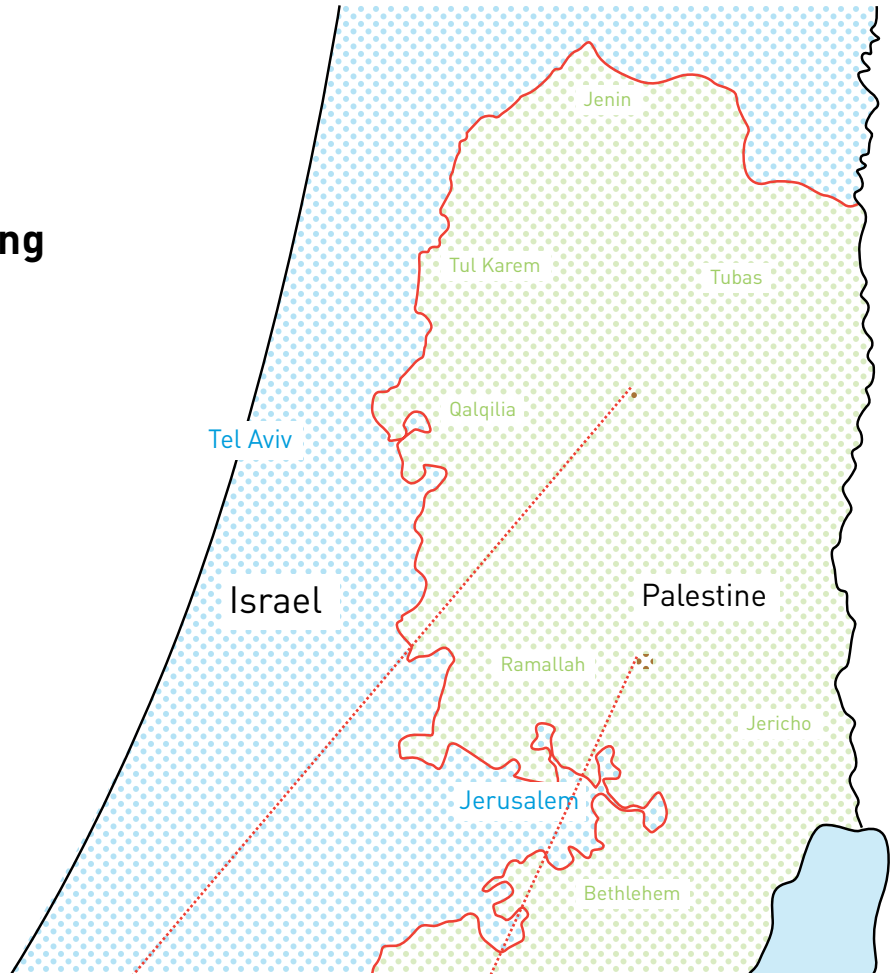 Jenin
ng
Tul Karem
Tubas
Qalqilia
Tel Aviv
Israel
Palestine
Ramallah
Jericho
Jerusalem
Bethlehem